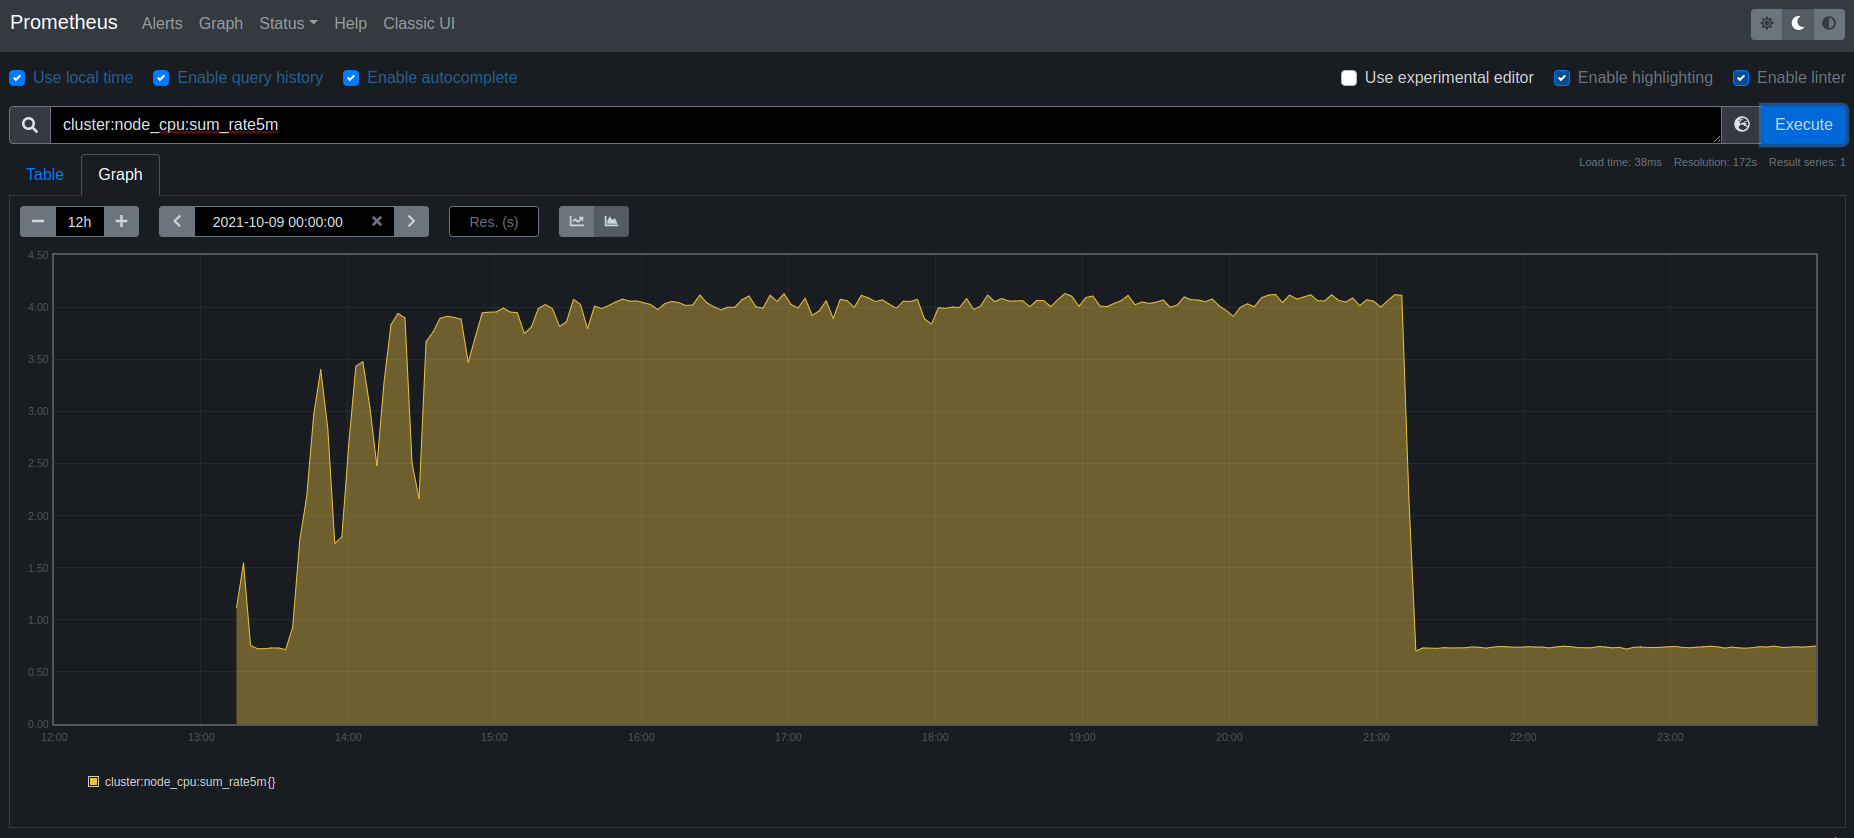 Prometheus Alerts Graph Status Help Classic UI
Use local time Enable query history Enable autocomplete Use experimental editor Enable highlighting Enable linter
cluster:node_cpu:sum_rate5m Execute
Load time: 38ms Resolution: 172s Result series: 1
Table Graph
12h 2021-10-09 00:00:00 Res. (s)
4.50
4.00
3.50
3.00
2.50
2.00
1.50
1.00
0.50
0.00
12:00 13:00 14:00 15:00 16:00 17:00 18:00 19:00 20:00 21:00 22:00 23:00
cluster:node_cpu:sum_rate5m{}